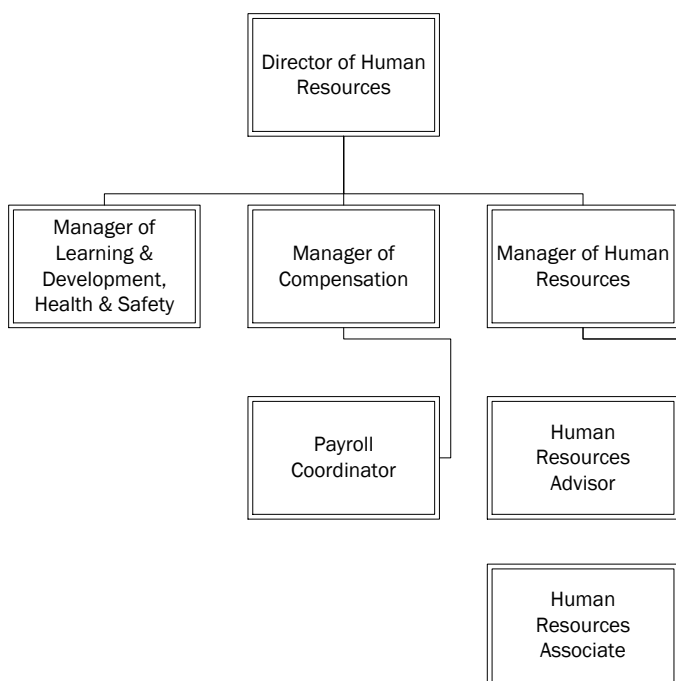 Director of Human
Resources
Manager of
Learning &
Development,
Health & Safety
Manager of
Compensation
Manager of Human
Resources
Payroll
Coordinator
Human
Resources
Advisor
Human
Resources
Associate